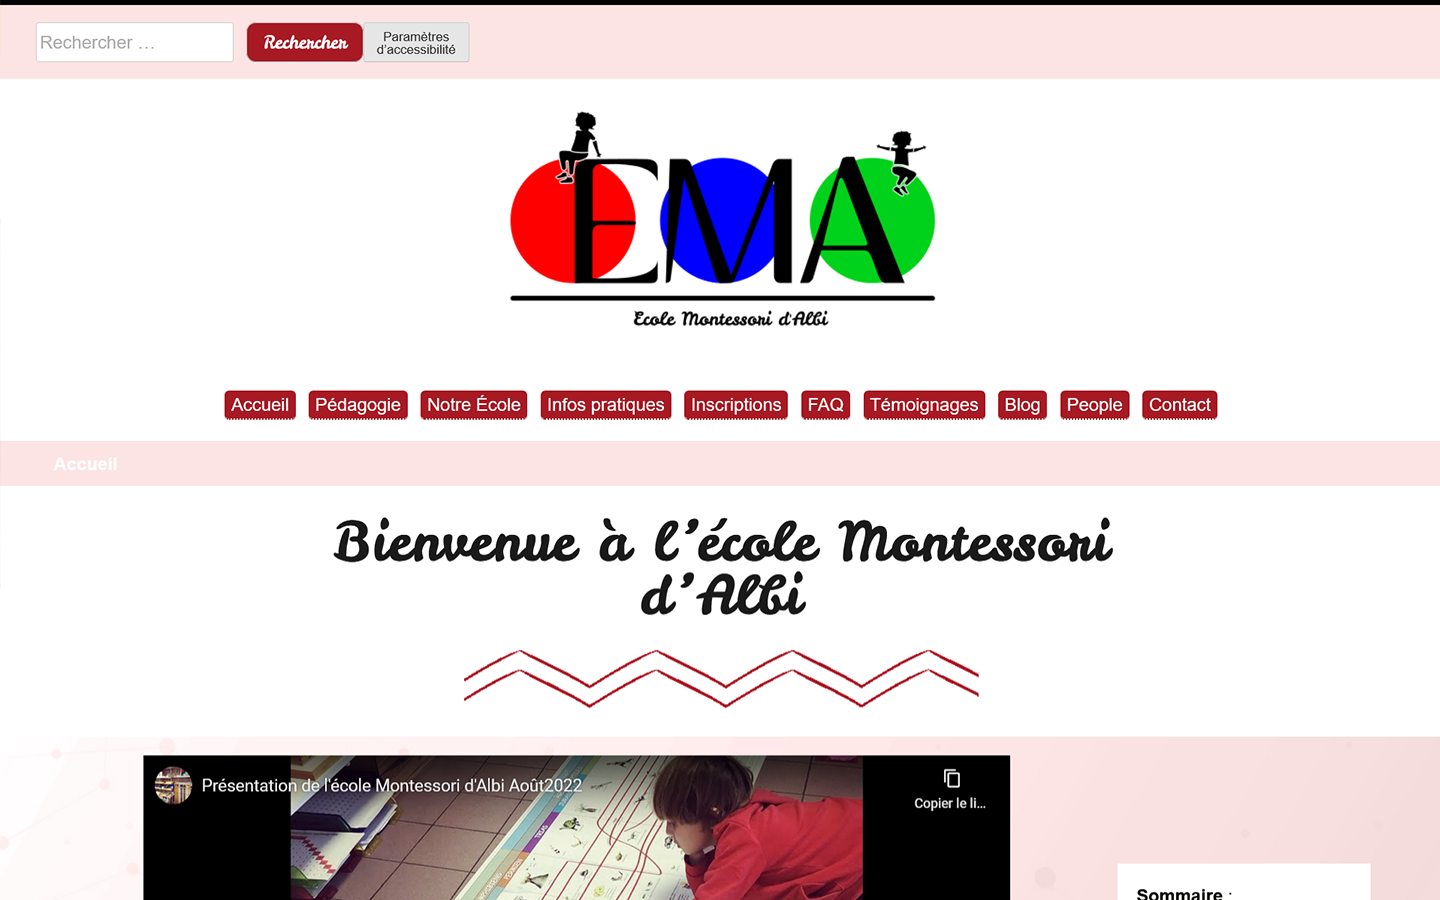 Rechercher …
Rechercher
Paramètres
d'accessibilité
EMA
Ecole Montessori d'Albi
Accueil
Pédagogie
Notre École
Infos pratiques
Inscriptions
FAQ
Témoignages
Blog
People
Contact
Accueil
Bienvenue à l’école Montessori
d’Albi
Présentation de l'école Montessori d'Albi Août2022
Copier le li...
Sommaire :